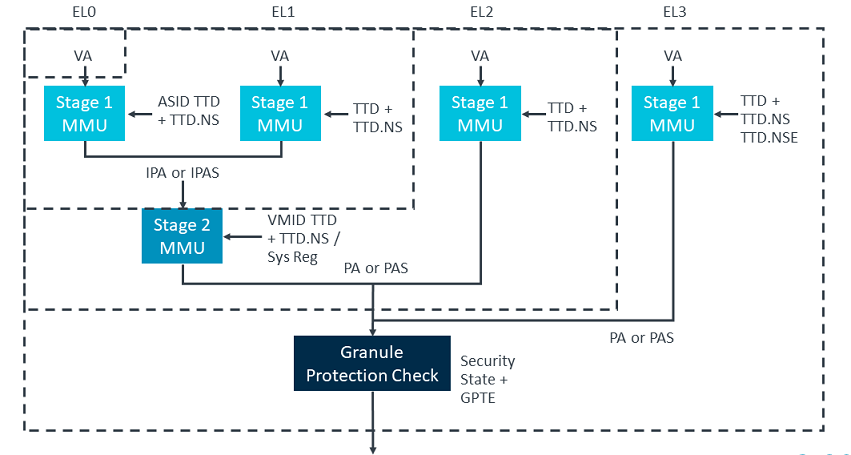 EL0
EL1
EL2
EL3
VA
VA
VA
VA
Stage 1
MMU
ASID TTD
+ TTD.NS
Stage 1
MMU
TTD +
TTD.NS
Stage 1
MMU
TTD +
TTD.NS
Stage 1
MMU
TTD +
TTD.NS
TTD.NSE
IPA or IPAS
Stage 2
MMU
VMID TTD
+ TTD.NS /
Sys Reg
PA or PAS
PA or PAS
Granule
Protection Check
Security
State +
GPTE